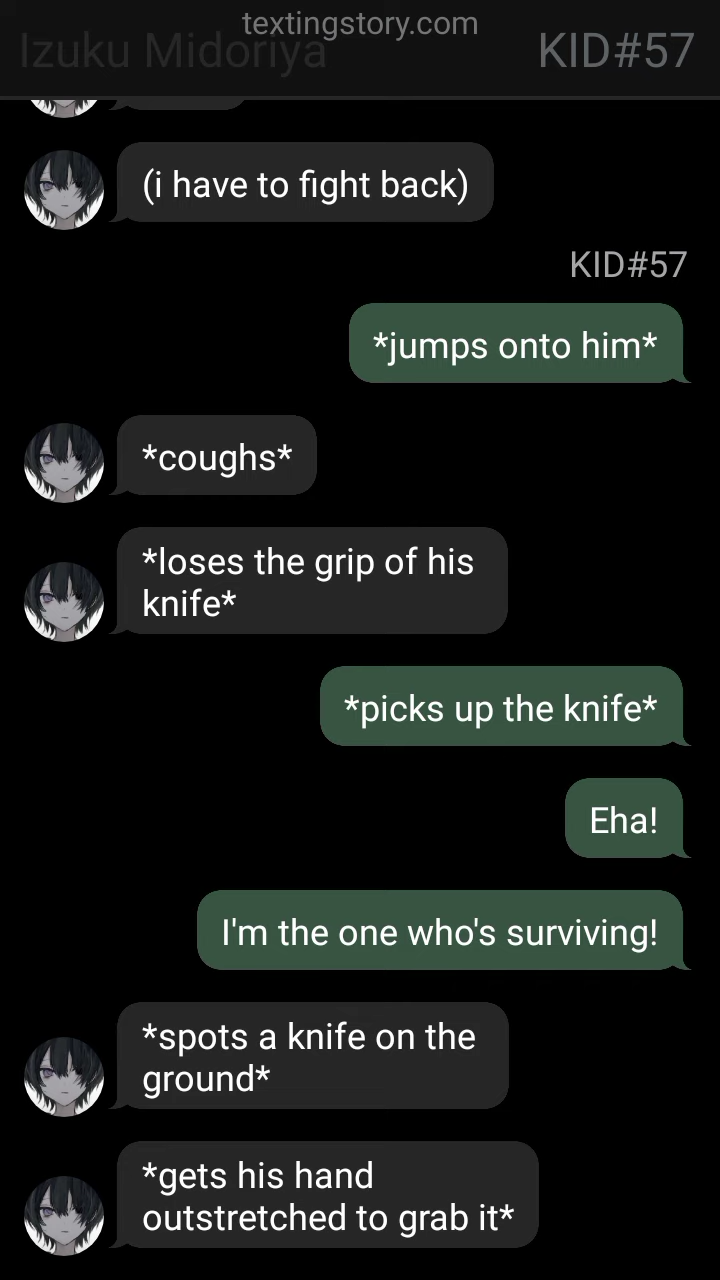 textingstory.com
Izuku Midoriya
KID#57
(i have to fight back)
KID#57
*jumps onto him*
*coughs*
*loses the grip of his
knife*
*picks up the knife*
Eha!
I'm the one who's surviving!
*spots a knife on the
ground*
*gets his hand
outstretched to grab it*